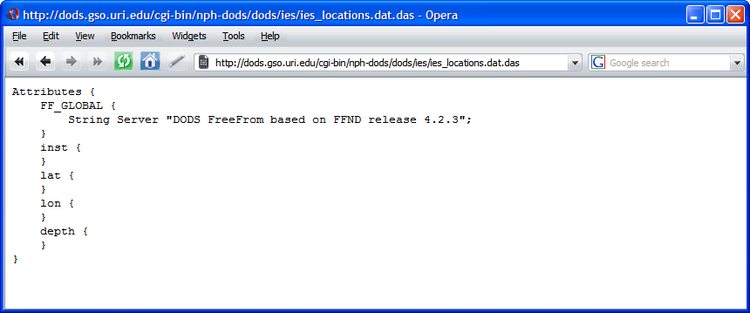 http://dods.gso.uri.edu/cgi-bin/nph-dods/dods/ies/ies_locations.dat.das - Opera
File Edit View Bookmarks Widgets Tools Help
http://dods.gso.uri.edu/cgi-bin/nph-dods/dods/ies/ies_locations.dat.das G Google search
Attributes {
    FF_GLOBAL {
        String Server "DODS FreeFrom based on FFND release 4.2.3";
    }
    inst {
    }
    lat {
    }
    lon {
    }
    depth {
    }
}